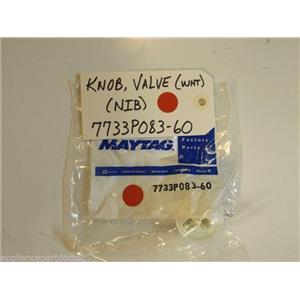 KNOB, VALVE (WHT)
(NIB)
7733P083-60
MAYTAG
Factory
Parts
7733P083-60